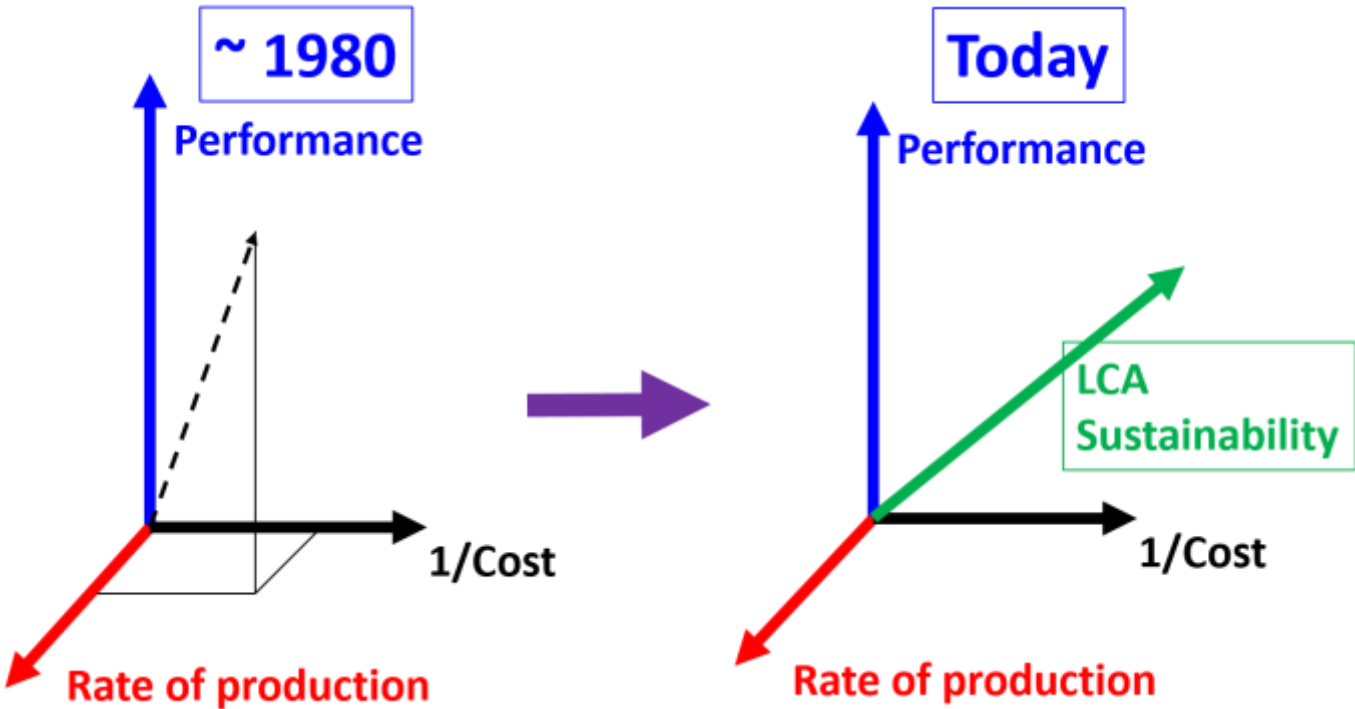 ~ 1980
Performance
1/Cost
Rate of production
Today
Performance
LCA
Sustainability
1/Cost
Rate of production